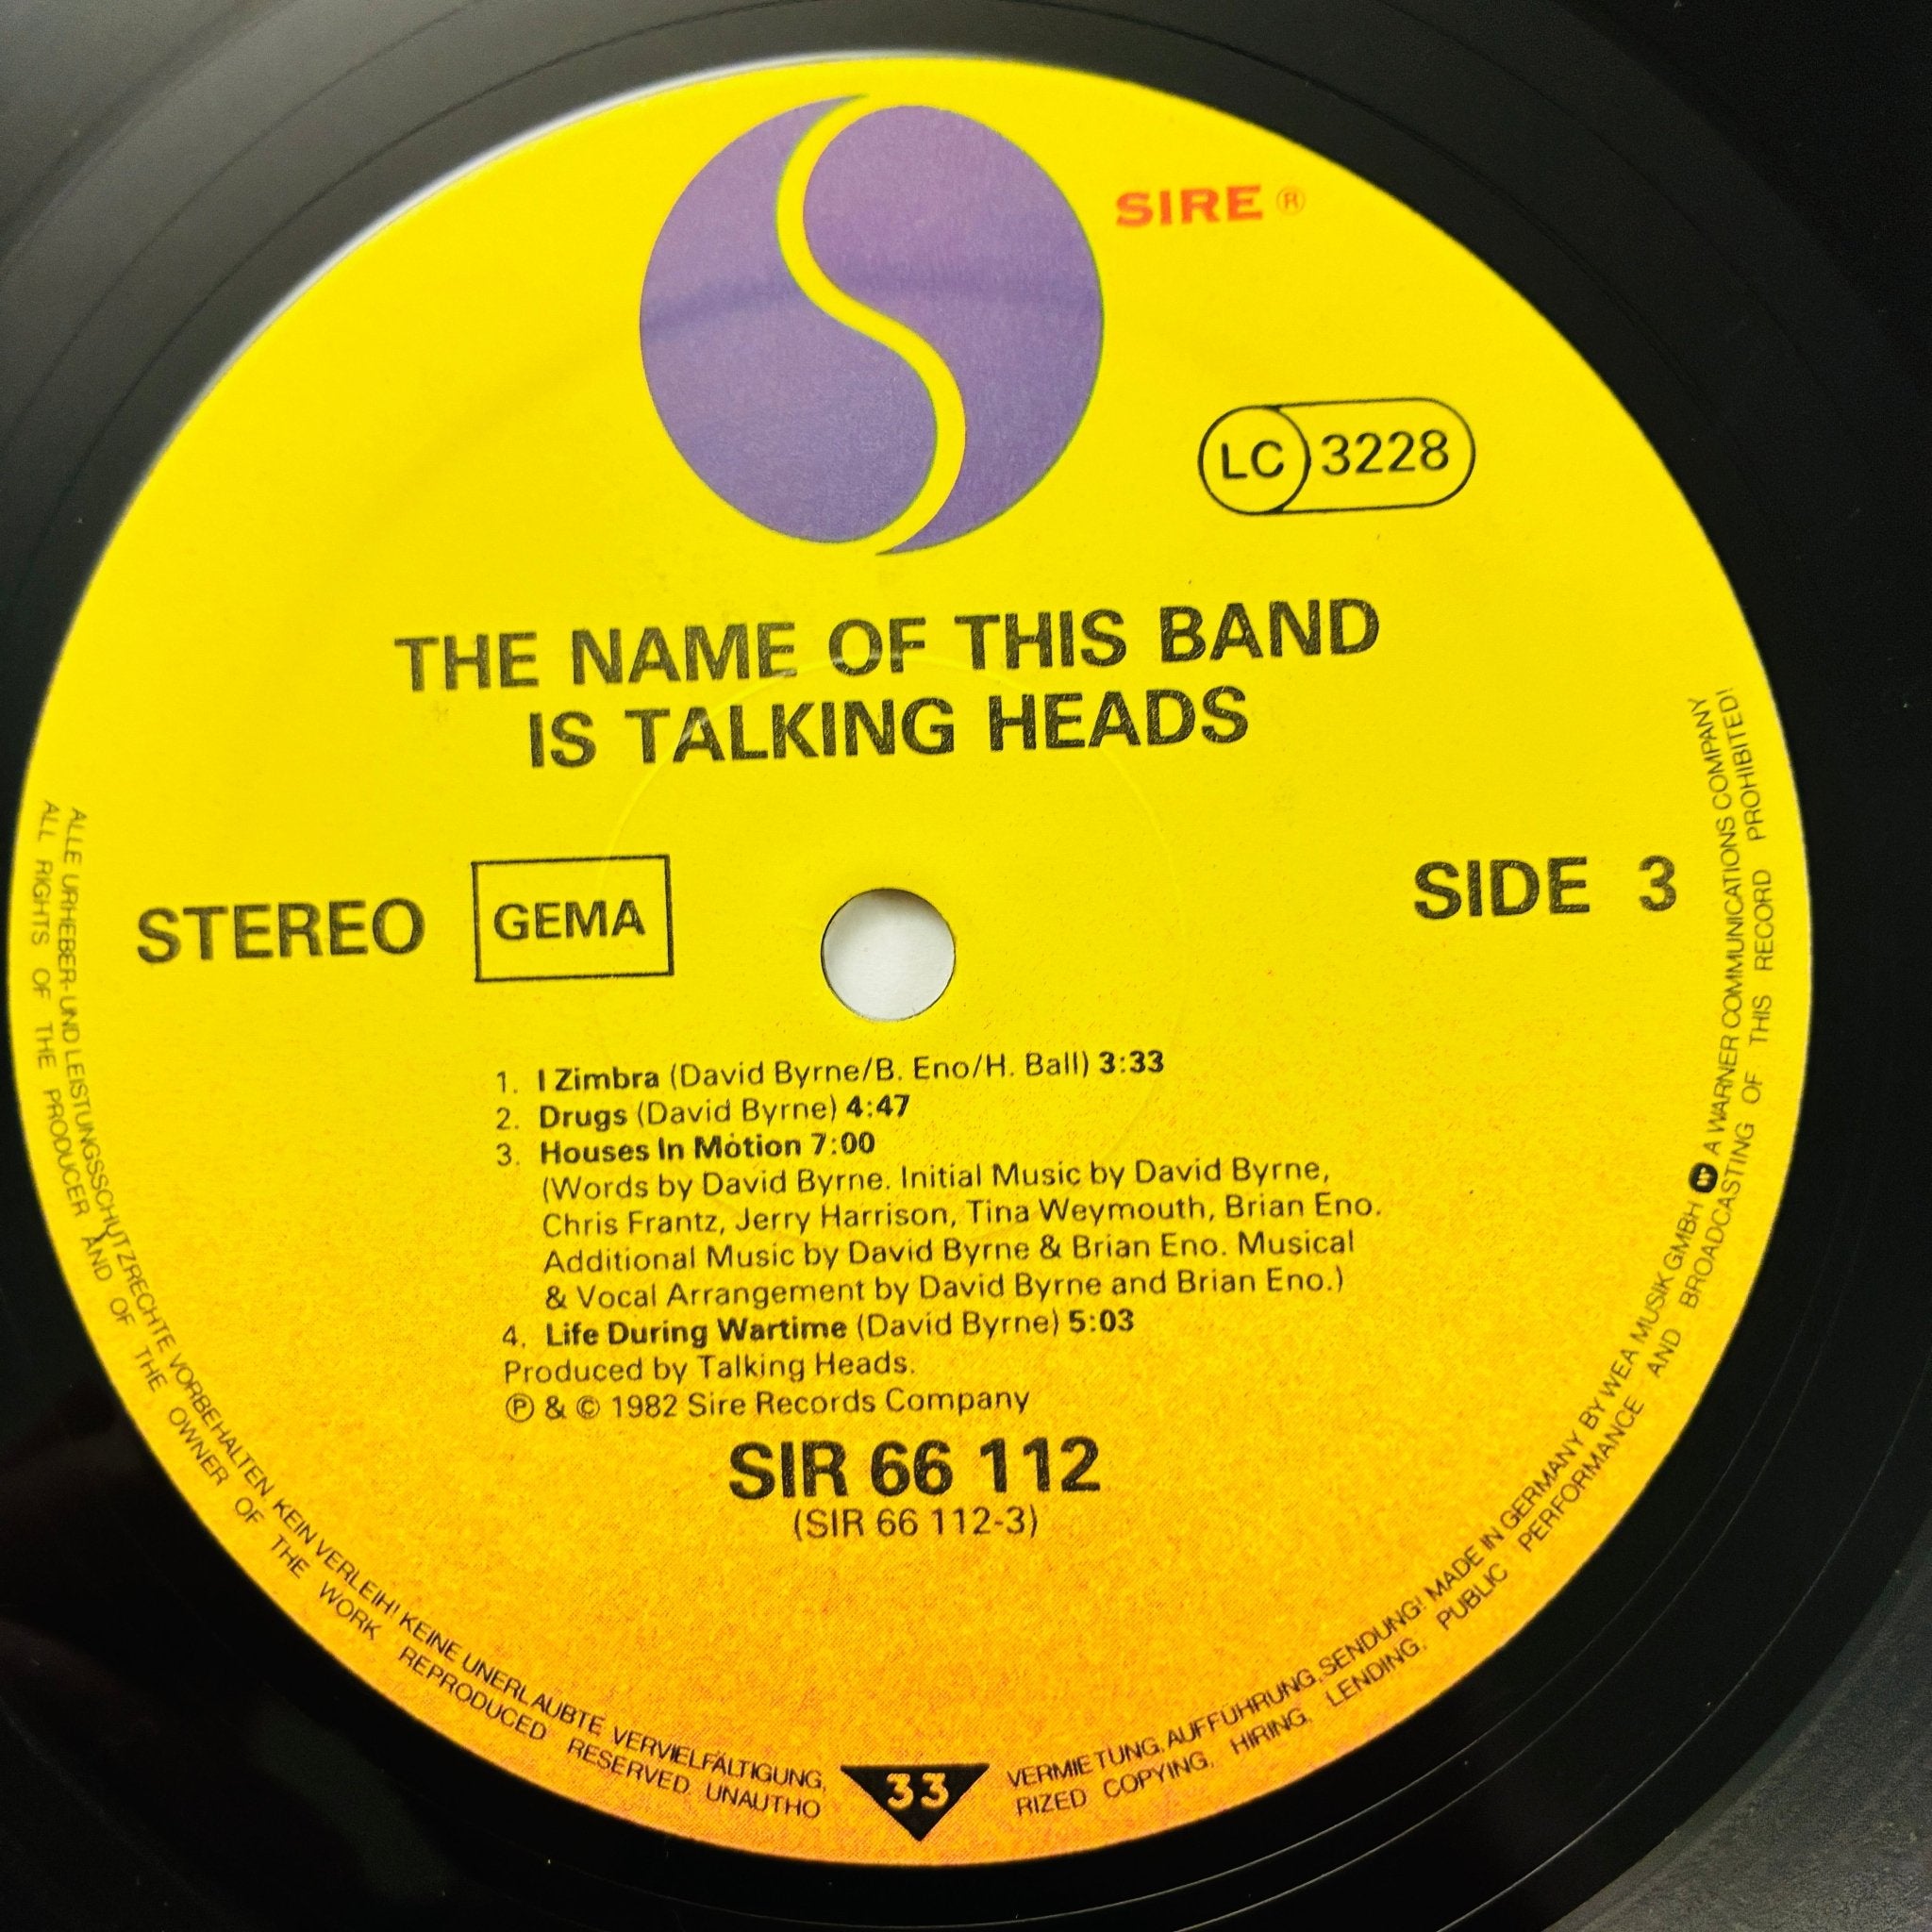 SIRE ®
LC 3228
THE NAME OF THIS BAND
IS TALKING HEADS
STEREO GEMA SIDE 3
1. I Zimbra (David Byrne/B. Eno/H. Ball) 3:33
2. Drugs (David Byrne) 4:47
3. Houses In Motion 7:00
(Words by David Byrne. Initial Music by David Byrne,
Chris Frantz, Jerry Harrison, Tina Weymouth, Brian Eno.
Additional Music by David Byrne & Brian Eno. Musical
& Vocal Arrangement by David Byrne and Brian Eno.)
4. Life During Wartime (David Byrne) 5:03
Produced by Talking Heads.
Ⓟ & © 1982 Sire Records Company
SIR 66 112
(SIR 66 112-3)
ALLE URHEBER- UND LEISTUNGSSCHUTZRECHTE VORBEHALTEN KEIN VERLEIH! KEINE UNERLAUBTE VERVIELFÄLTIGUNG, VERMIETUNG, AUFFÜHRUNG, SENDUNG! MADE IN GERMANY BY WEA MUSIK GMBH W A WARNER COMMUNICATIONS COMPANY
ALL RIGHTS OF THE PRODUCER AND OF THE OWNER OF THE WORK REPRODUCED RESERVED. UNAUTHO RIZED COPYING, HIRING, LENDING, PUBLIC PERFORMANCE AND BROADCASTING OF THIS RECORD PROHIBITED!
33